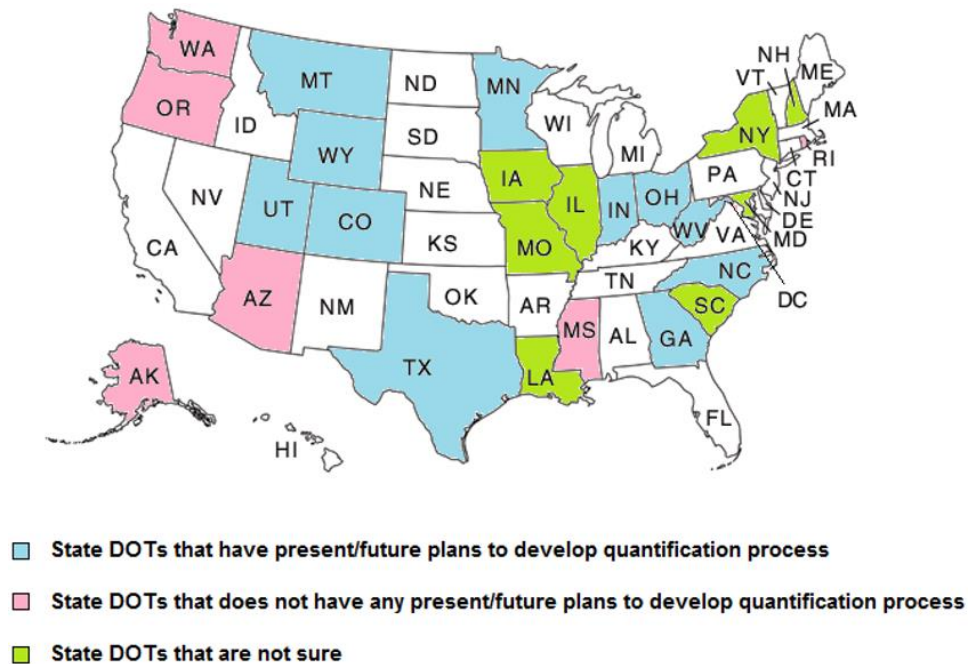 NH
WA
MT
ND
MN
VT
ME
OR
ID
SD
WI
MI
NY
MA
WY
RI
NV
UT
CO
NE
IA
IL
IN
OH
PA
CT
NJ
DE
MD
CA
KS
MO
WV
VA
KY
DC
AZ
NM
OK
AR
TN
NC
SC
MS
AL
GA
TX
LA
AK
FL
HI
State DOTs that have present/future plans to develop quantification process
State DOTs that does not have any present/future plans to develop quantification process
State DOTs that are not sure